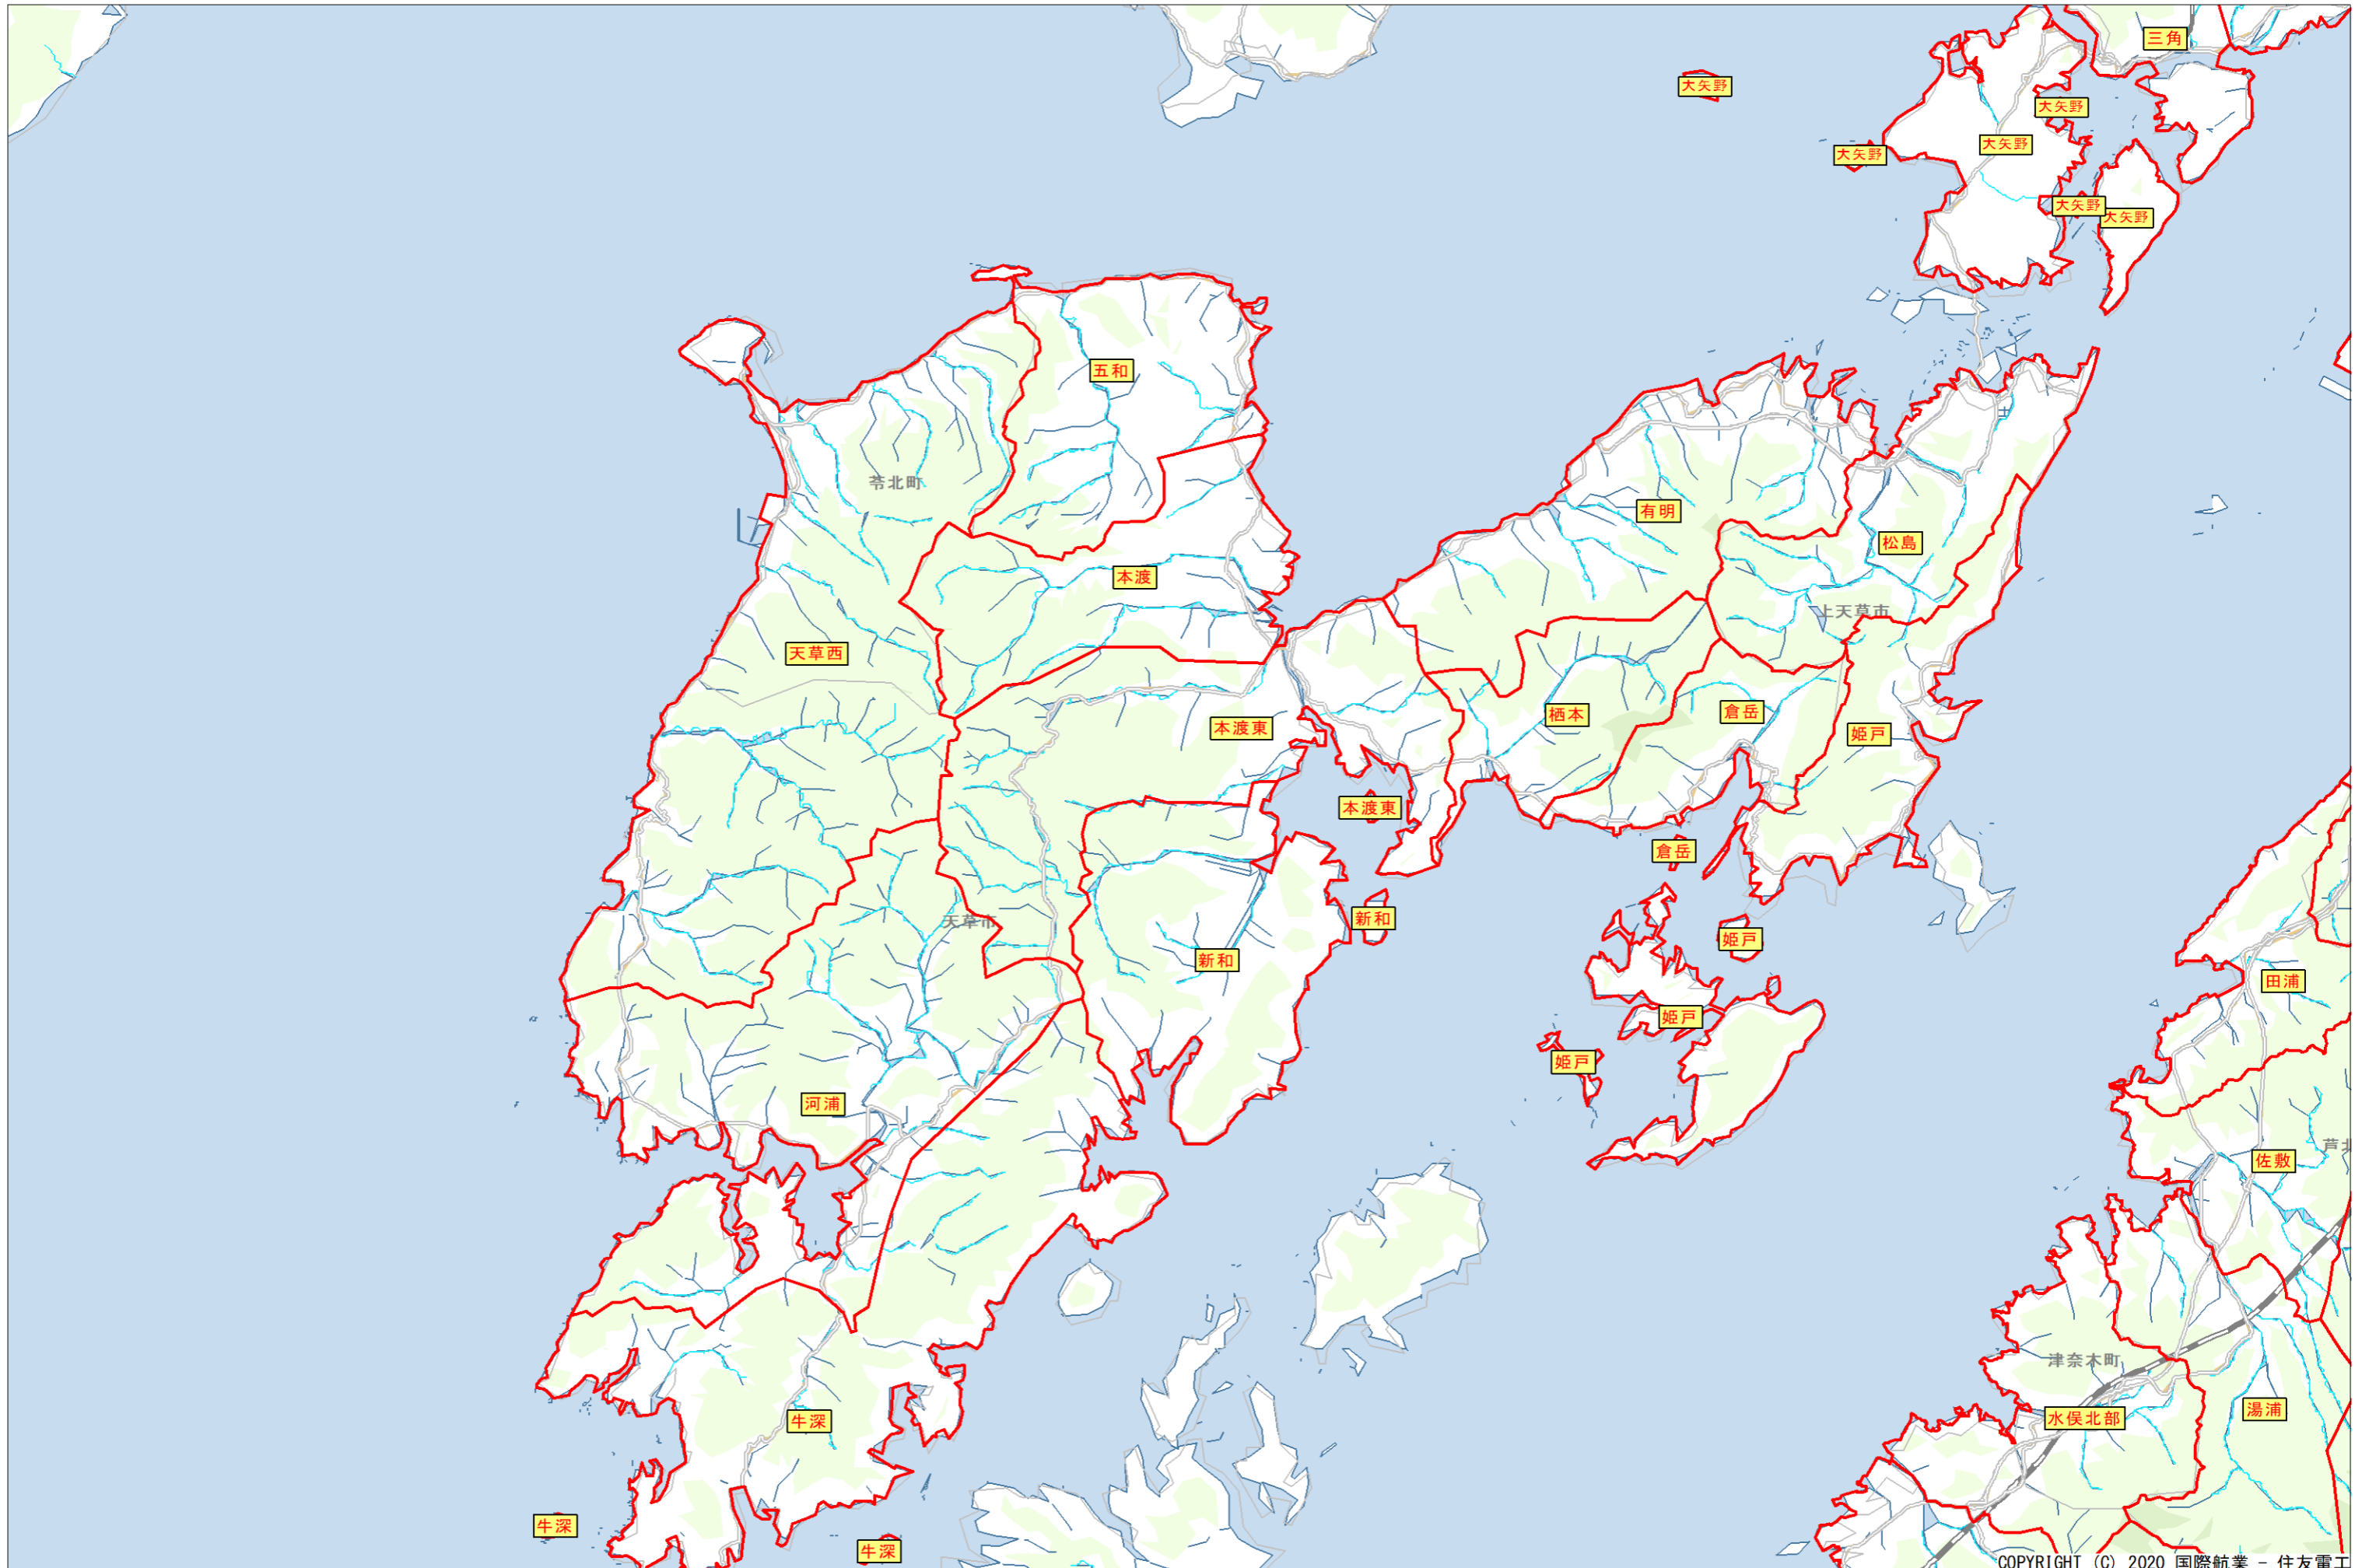 三角
大矢野
大矢野
大矢野
大矢野
大矢野
大矢野
五和
苓北町
有明
松島
本渡
上天草市
天草西
栖本
倉岳
本渡東
姫戸
本渡東
倉岳
新和
天草市
姫戸
新和
田浦
姫戸
姫戸
河浦
芦北
佐敷
津奈木町
湯浦
水俣北部
牛深
牛深
牛深
COPYRIGHT (C) 2020 国際航業 - 住友電工